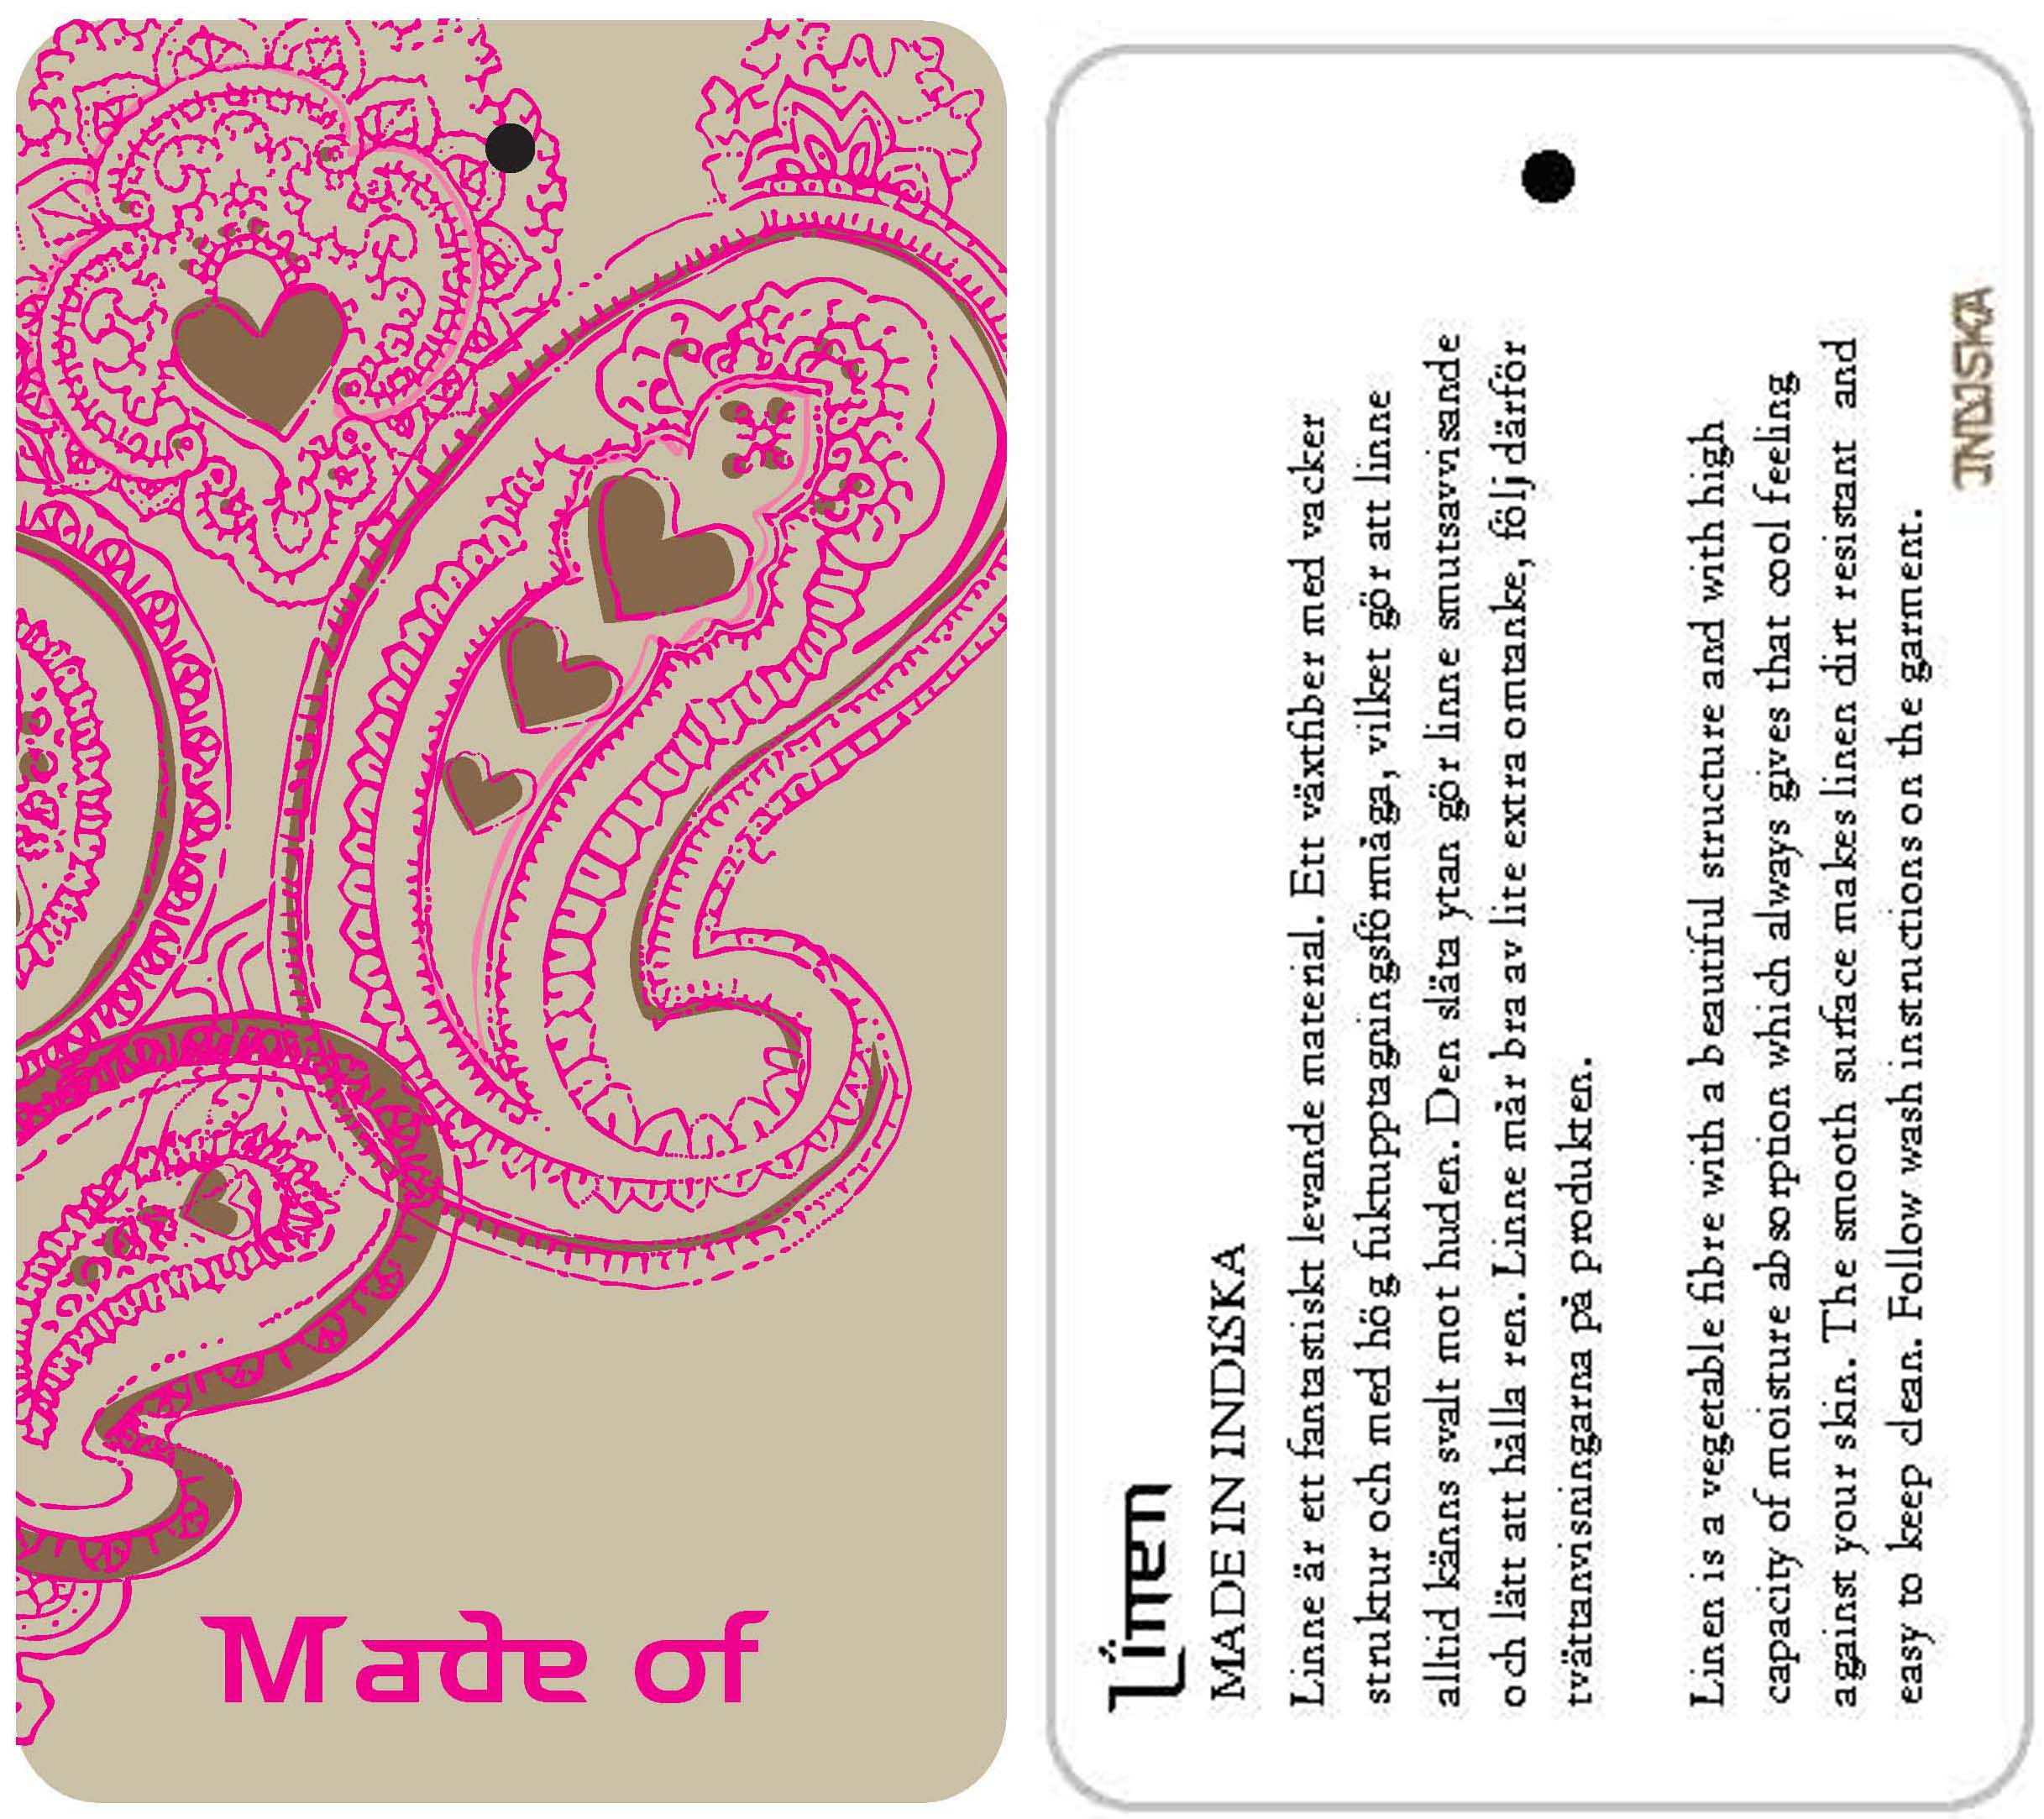 Made of
Linen
MADE IN INDISKA
Linne är ett fantastiskt levande material. Ett växtfiber med vacker
struktur och med hög fuktupptagningsförmåga, vilket gör att linne
alltid känns svalt mot huden. Den släta ytan gör linne smutsavvisande
och lätt att hålla ren. Linne mår bra av lite extra omtanke, följ därför
tvättanvisningarna på produkten.
Linen is a vegetable fibre with a beautiful structure and with high
capacity of moisture absorption which always gives that cool feeling
against your skin. The smooth surface makes linen dirt resistant and
easy to keep clean. Follow wash instructions on the garment.
INDISKA